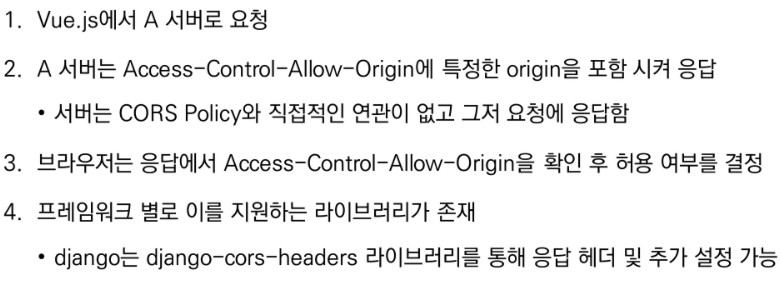 1. Vue.js에서 A 서버로 요청
2. A 서버는 Access-Control-Allow-Origin에 특정한 origin을 포함 시켜 응답
• 서버는 CORS Policy와 직접적인 연관이 없고 그저 요청에 응답함
3. 브라우저는 응답에서 Access-Control-Allow-Origin을 확인 후 허용 여부를 결정
4. 프레임워크 별로 이를 지원하는 라이브러리가 존재
• django는 django-cors-headers 라이브러리를 통해 응답 헤더 및 추가 설정 가능